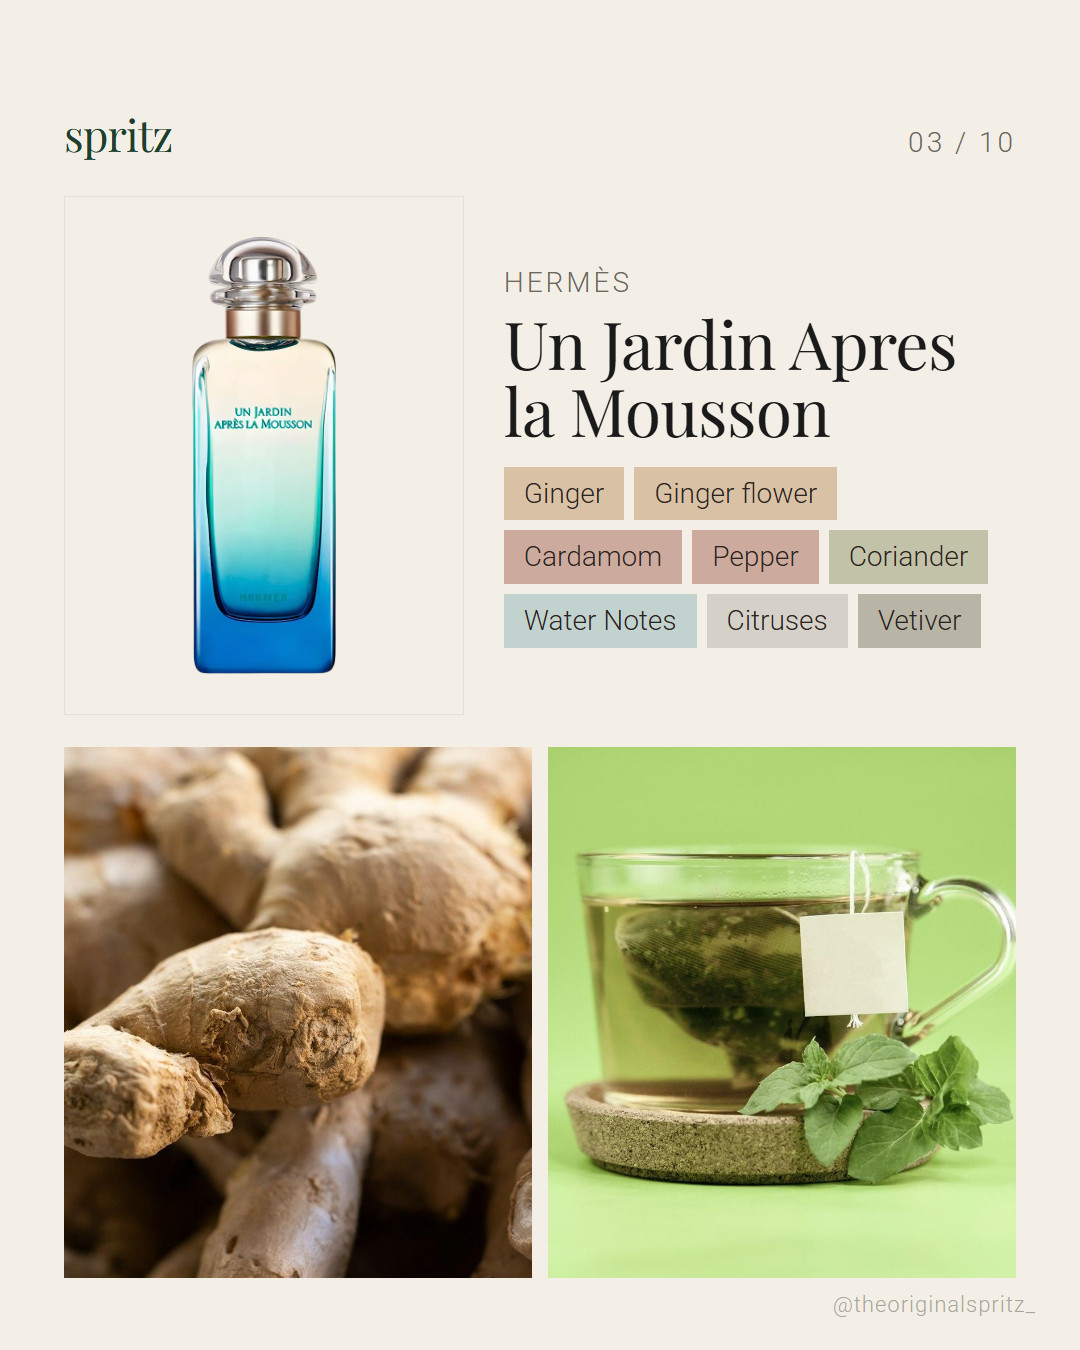 spritz
03 / 10
HERMÈS
Un Jardin Apres
la Mousson
UN JARDIN
APRÈS LA MOUSSON
HERMES
Ginger
Ginger flower
Cardamom
Pepper
Coriander
Water Notes
Citruses
Vetiver
@theoriginalspritz_